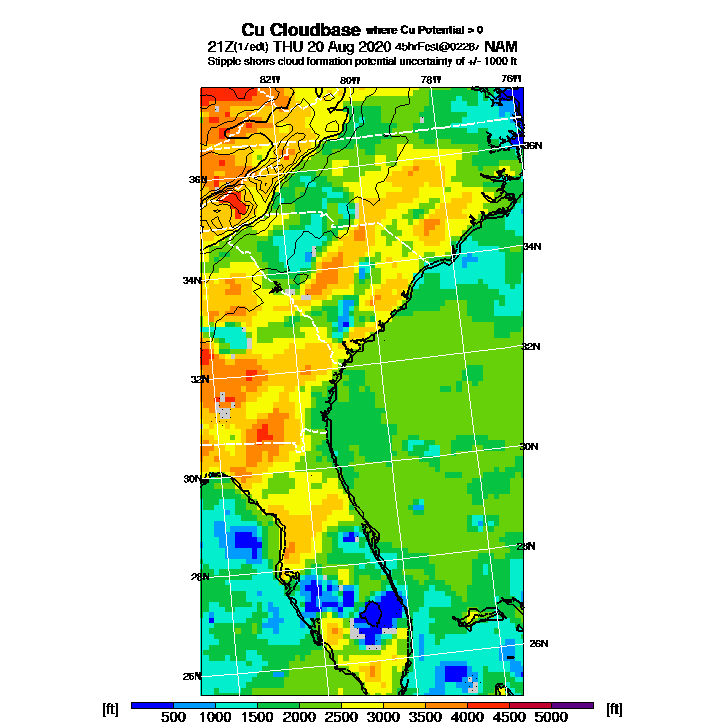 Cu Cloudbase where Cu Potential > 0
21Z(17edt) THU 20 Aug 2020 45hrFcst@0228z NAM
Stipple shows cloud formation potential uncertainty of +/- 1000 ft
82W 80W 78W 76W
36N
36N
34N
34N
32N
32N
30N
30N
28N
28N
26N
26N
[ft] 500 1000 1500 2000 2500 3000 3500 4000 4500 5000 [ft]